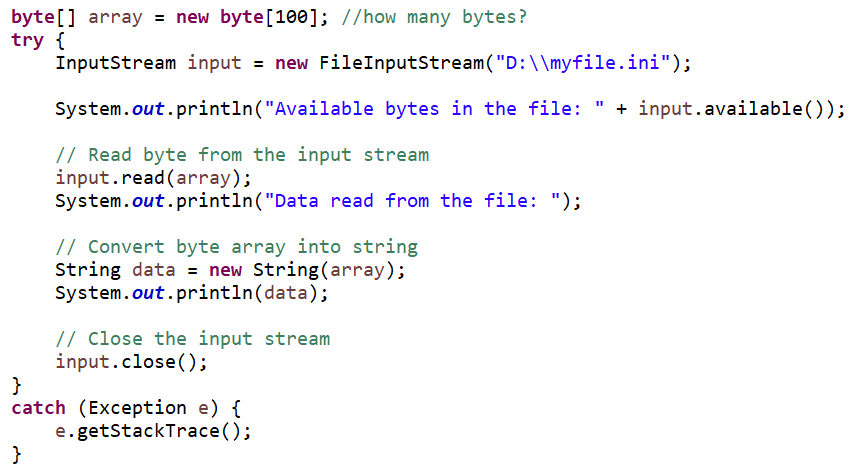 byte[] array = new byte[100]; //how many bytes?
try {
    InputStream input = new FileInputStream("D:\\myfile.ini");

    System.out.println("Available bytes in the file: " + input.available());

    // Read byte from the input stream
    input.read(array);
    System.out.println("Data read from the file: ");

    // Convert byte array into string
    String data = new String(array);
    System.out.println(data);

    // Close the input stream
    input.close();
}
catch (Exception e) {
    e.getStackTrace();
}